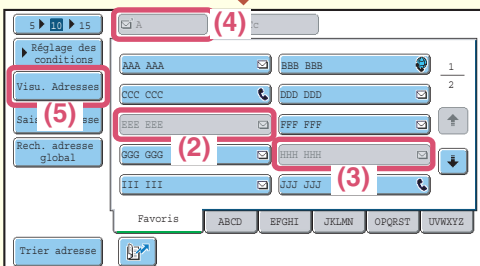 5 10 15
A
(4)
Cc
Réglage des
conditions
AAA AAA
BBB BBB
1
2
Visu. Adresses
(5)
CCC CCC
DDD DDD
EEE EEE
(2)
FFF FFF
Rech. adresse
global
GGG GGG
HHH HHH
(3)
III III
JJJ JJJ
Favoris
ABCD
EFGHI
JKLMN
OPQRST
UVWXYZ
Trier adresse